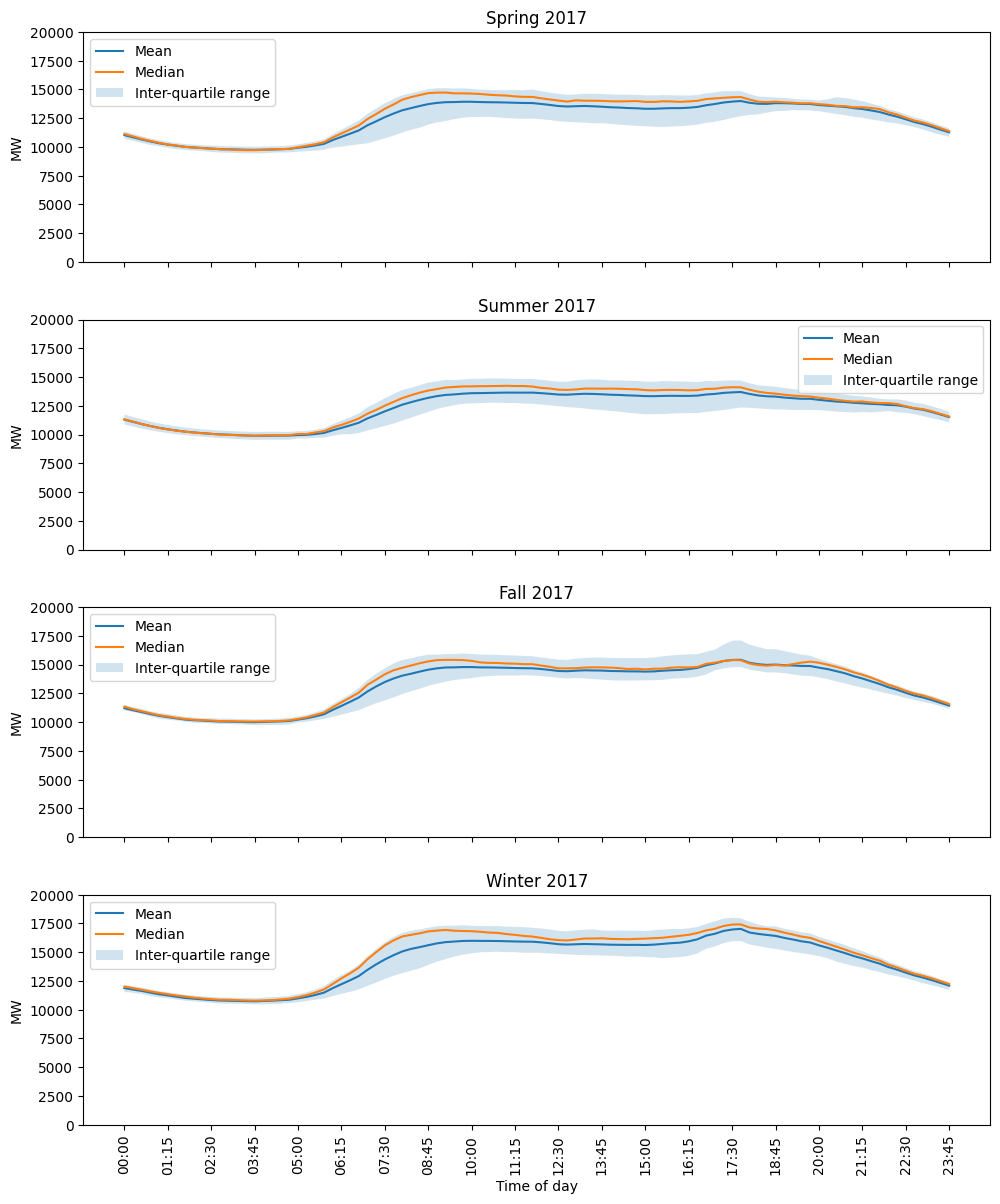 Spring 2017
20000
17500
15000
12500
10000
7500
5000
2500
0
MW
Mean
Median
Inter-quartile range
Summer 2017
20000
17500
15000
12500
10000
7500
5000
2500
0
MW
Mean
Median
Inter-quartile range
Fall 2017
20000
17500
15000
12500
10000
7500
5000
2500
0
MW
Mean
Median
Inter-quartile range
Winter 2017
20000
17500
15000
12500
10000
7500
5000
2500
0
MW
Mean
Median
Inter-quartile range
00:00
01:15
02:30
03:45
05:00
06:15
07:30
08:45
10:00
11:15
12:30
13:45
15:00
16:15
17:30
18:45
20:00
21:15
22:30
23:45
Time of day